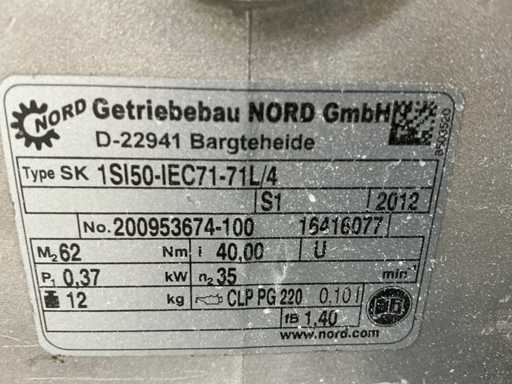 NORD Getriebebau NORD GmbH
D-22941 Bargteheide
Type SK 1SI50-IEC71-71L/4
S1 2012
No. 200953674-100 16416077
M2 62 Nm i 40,00 U
P1 0,37 kW n2 35 min-1
12 kg CLP PG 220 0,10 l
fB 1,40
www.nord.com